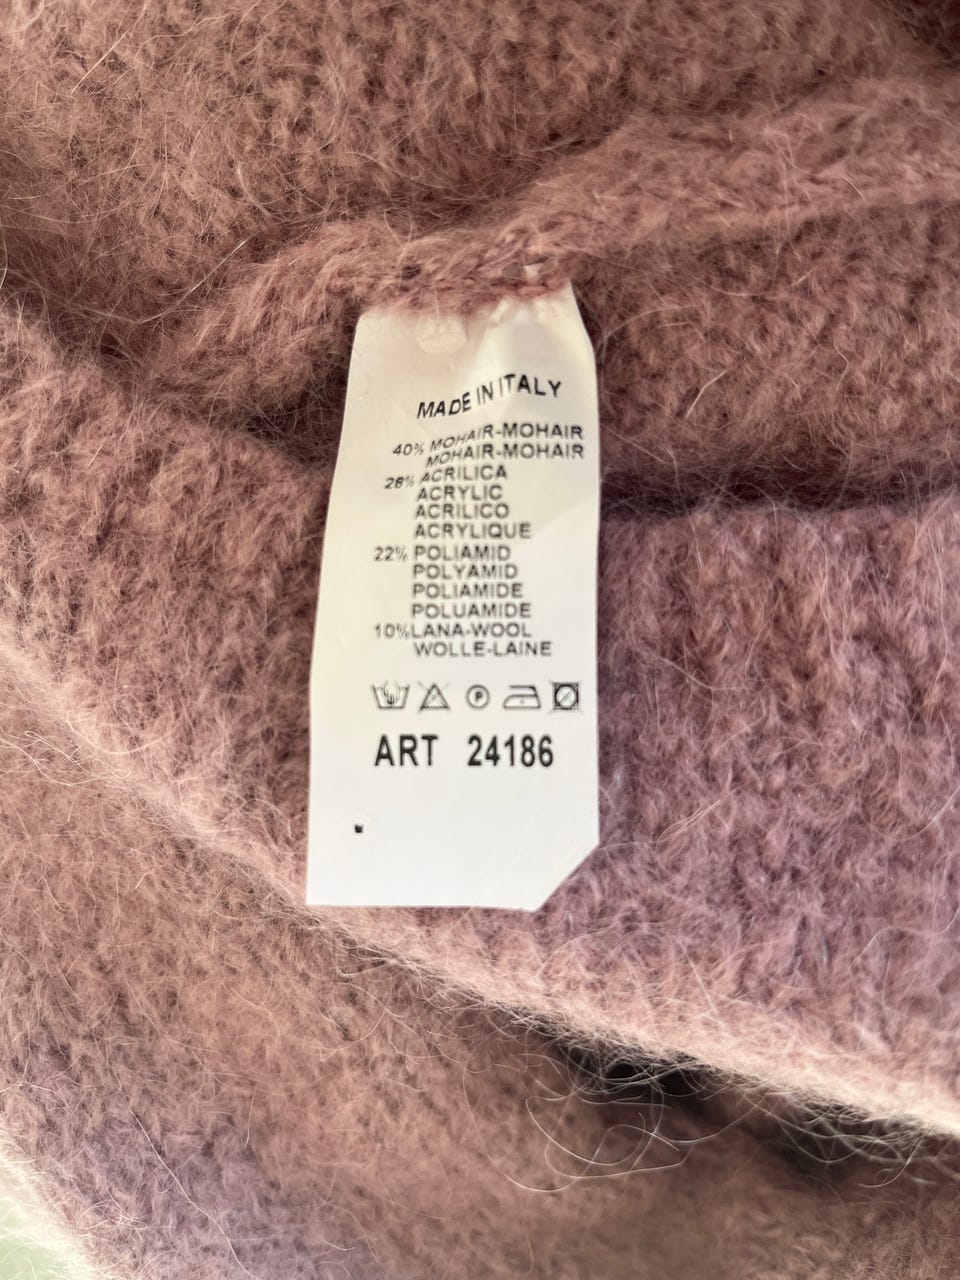 MADE IN ITALY
40% MOHAIR-MOHAIR
MOHAIR-MOHAIR
28% ACRILICA
ACRYLIC
ACRILICO
ACRYLIQUE
22% POLIAMID
POLYAMID
POLIAMIDE
POLUAMIDE
10%LANA-WOOL
WOLLE-LAINE
P
ART 24186